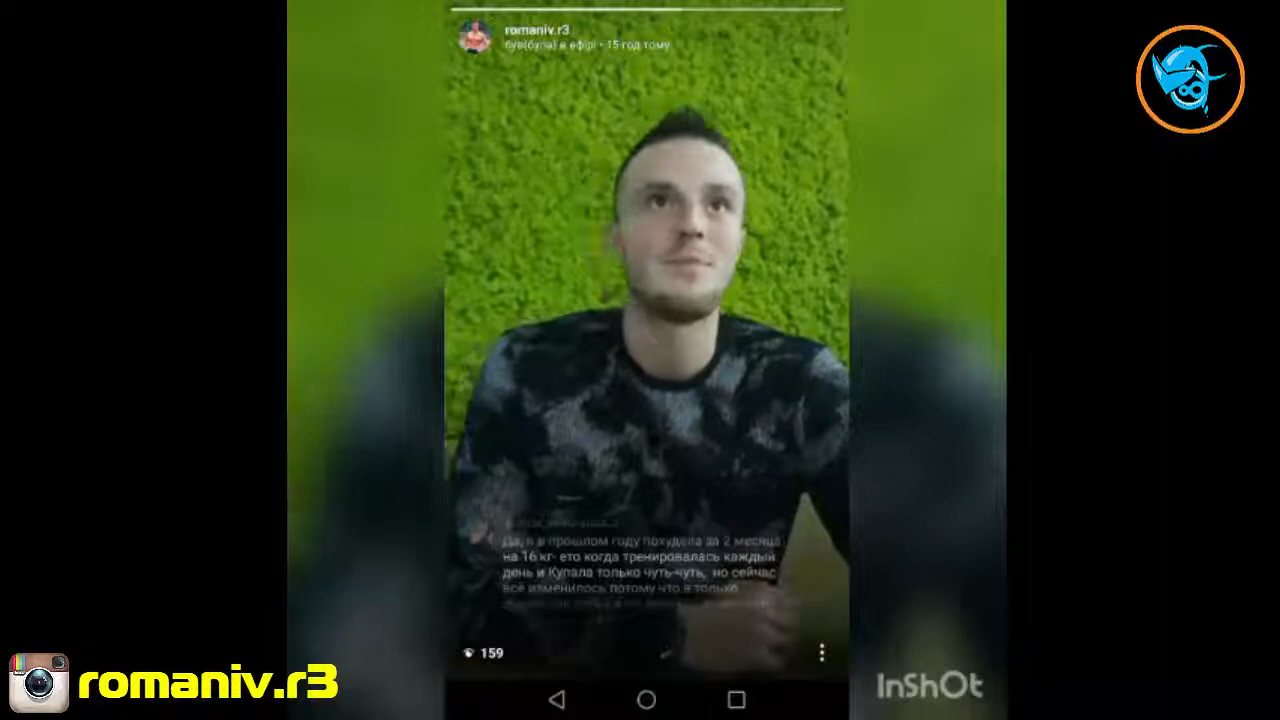 romaniv.r3
був(була) в ефірі • 15 год тому
Да, я в прошлом году похудела за 2 месяца
на 16 кг- ето когда тренировалась каждый
день и Купала только чуть-чуть, но сейчас
всё изменилось потому что я только
159
romaniv.r3
InShOt